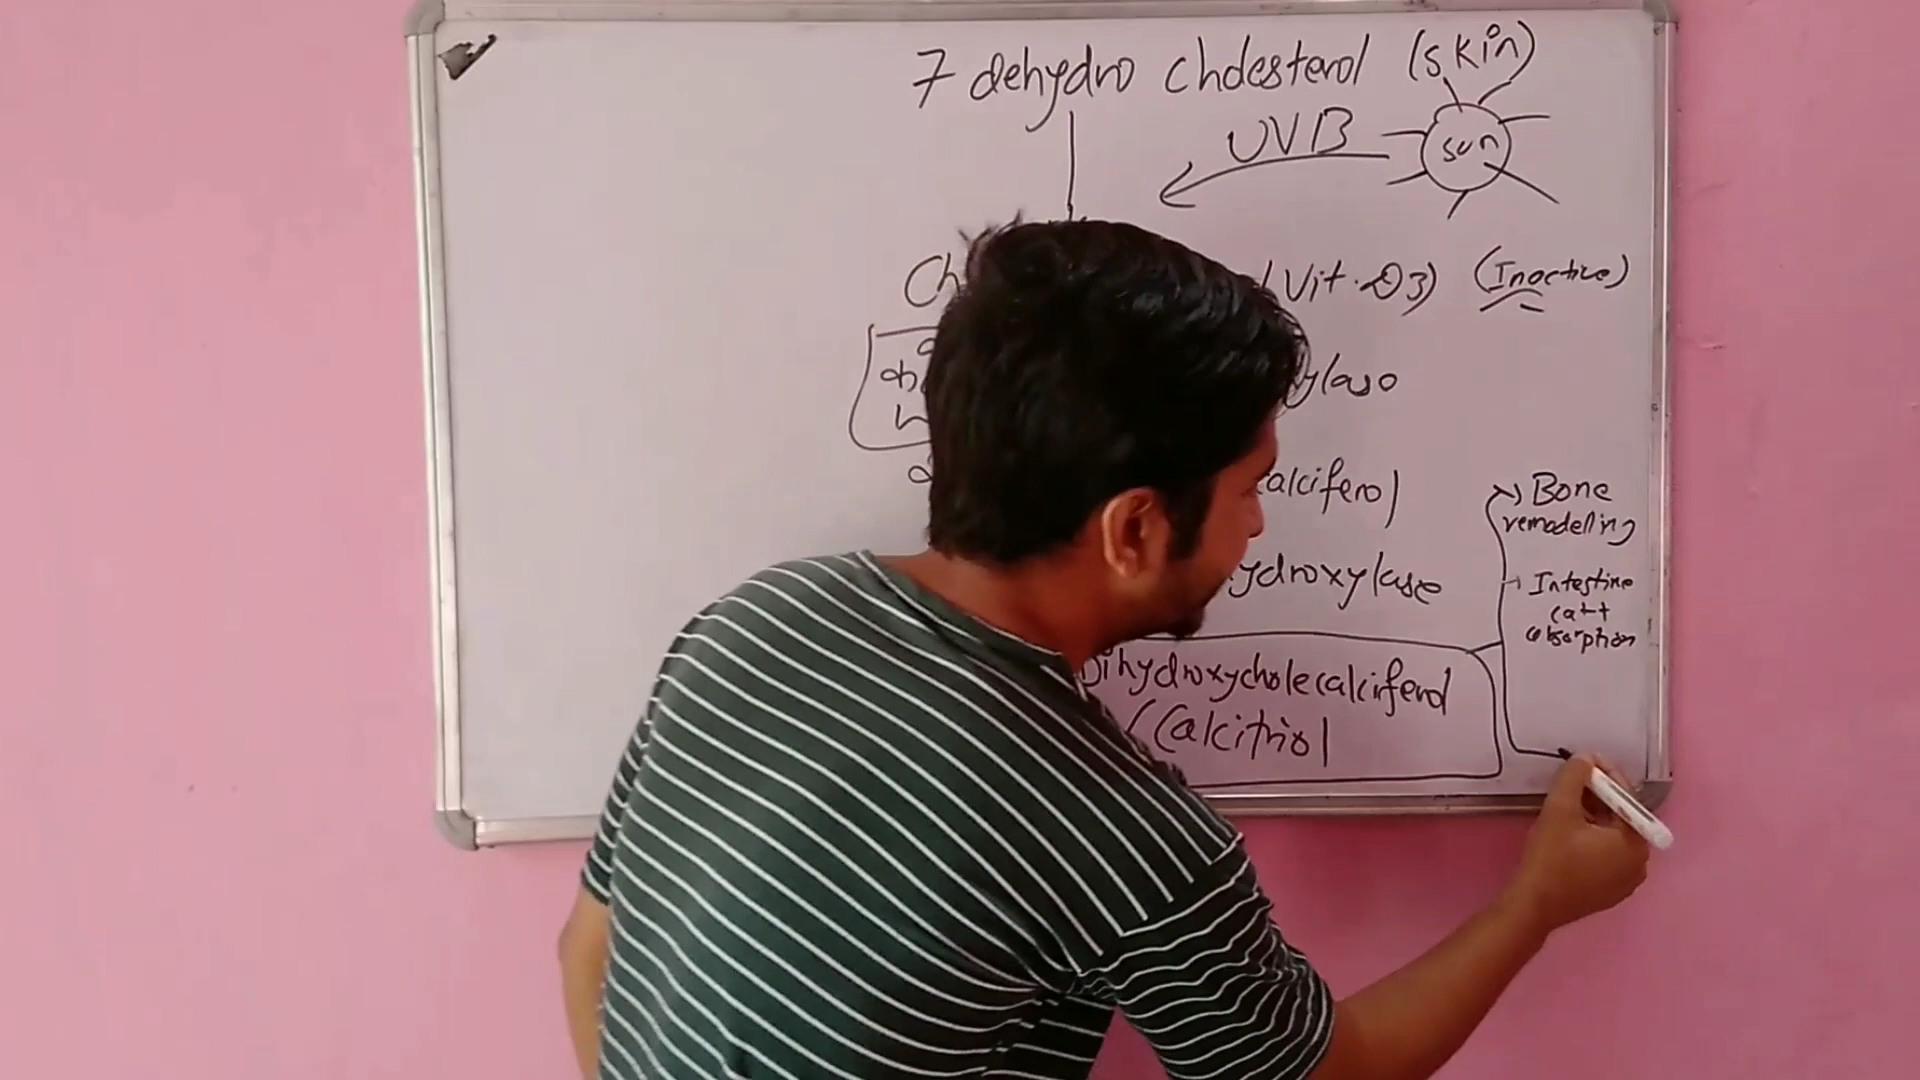 7 dehydro cholesterol (skin)
UVB
sun
Ch
(Vit. D3) (Inactive)
ylase
alciferol
ydroxylase
Dihydroxycholecalciferol
(Calcitriol
Bone
remodelling
Intestine
Ca++
absorption